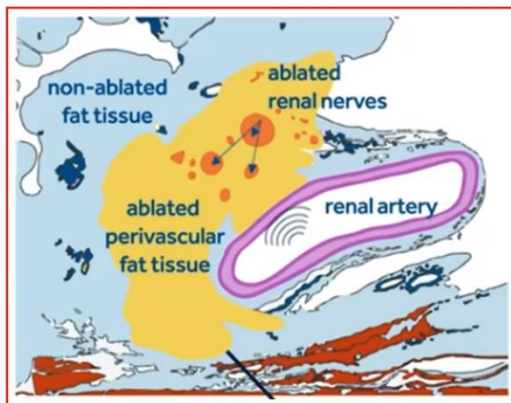 non-ablated
fat tissue
ablated
renal nerves
ablated
perivascular
fat tissue
renal artery